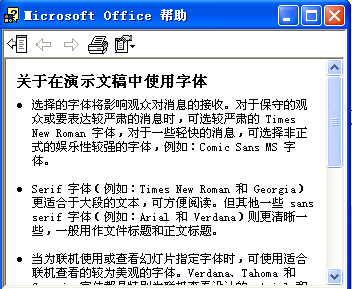 Microsoft Office 帮助
关于在演示文稿中使用字体
• 选择的字体将影响观众对消息的接收。对于保守的观
众或要表达较严肃的消息时，可选较严肃的 Times
New Roman 字体，对于一些轻快的消息，可选择非正
式的娱乐性较强的字体，例如：Comic Sans MS 字
体。
• Serif 字体（例如：Times New Roman 和 Georgia）
更适合于大段的文本，可方便阅读。但其他一些 sans
serif 字体（例如：Arial 和 Verdana）则更清晰一
些，一般用作文件标题和正文标题。
• 当为联机使用或查看幻灯片指定字体时，可使用适合
联机查看的较为美观的字体。Verdana、Tahoma 和